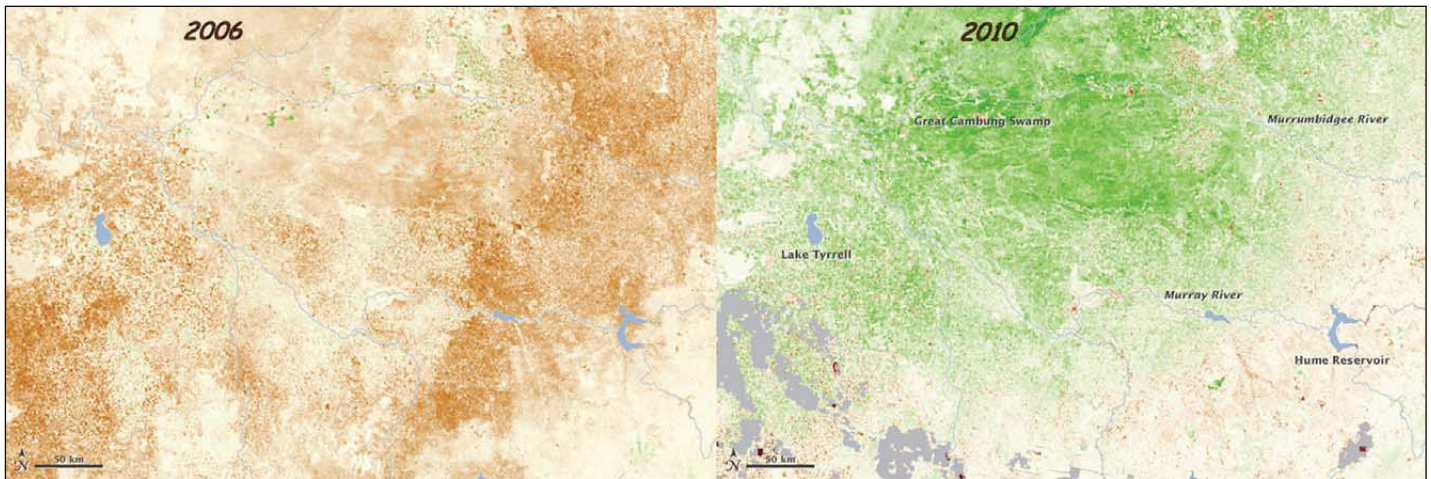 2006
2010
Great Cambung Swamp
Murrumbidgee River
Lake Tyrrell
Murray River
Hume Reservoir
N 50 km
N 50 km